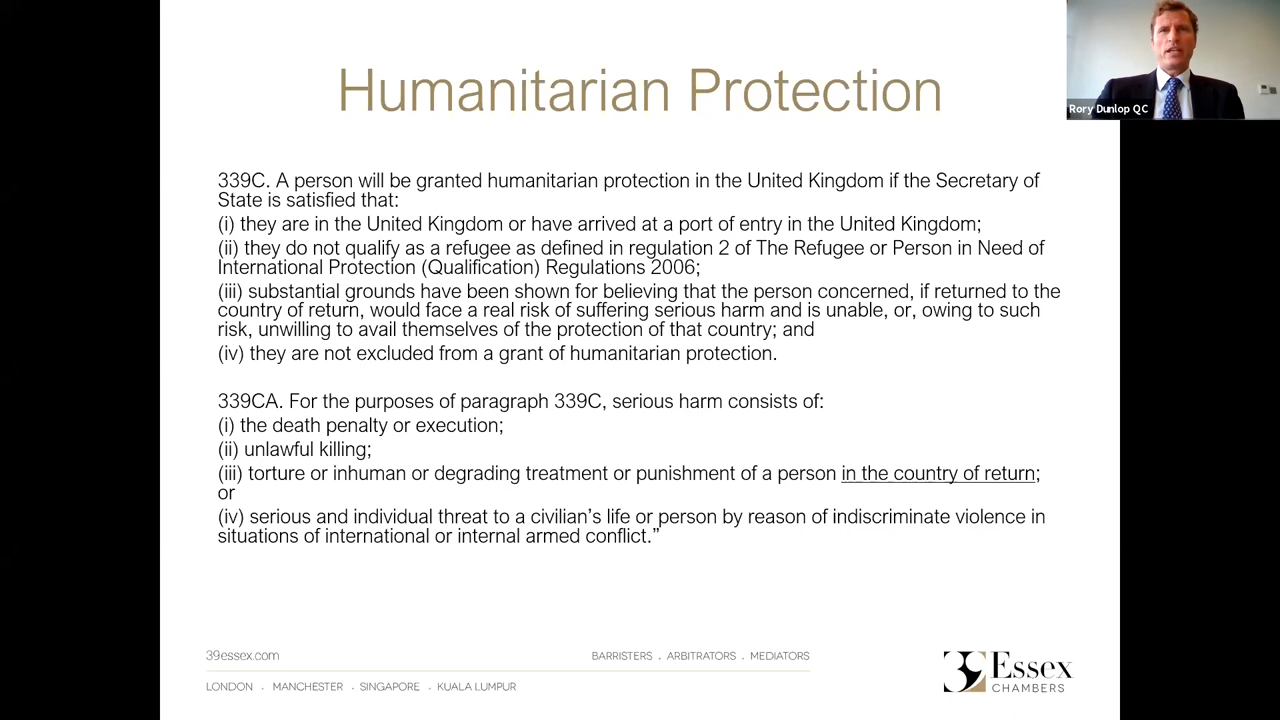 Humanitarian Protection
Rory Dunlop QC
339C. A person will be granted humanitarian protection in the United Kingdom if the Secretary of
State is satisfied that:
(i) they are in the United Kingdom or have arrived at a port of entry in the United Kingdom;
(ii) they do not qualify as a refugee as defined in regulation 2 of The Refugee or Person in Need of
International Protection (Qualification) Regulations 2006;
(iii) substantial grounds have been shown for believing that the person concerned, if returned to the
country of return, would face a real risk of suffering serious harm and is unable, or, owing to such
risk, unwilling to avail themselves of the protection of that country; and
(iv) they are not excluded from a grant of humanitarian protection.
339CA. For the purposes of paragraph 339C, serious harm consists of:
(i) the death penalty or execution;
(ii) unlawful killing;
(iii) torture or inhuman or degrading treatment or punishment of a person in the country of return;
or
(iv) serious and individual threat to a civilian’s life or person by reason of indiscriminate violence in
situations of international or internal armed conflict.”
39essex.com
BARRISTERS . ARBITRATORS . MEDIATORS
LONDON . MANCHESTER . SINGAPORE . KUALA LUMPUR
39 Essex
CHAMBERS